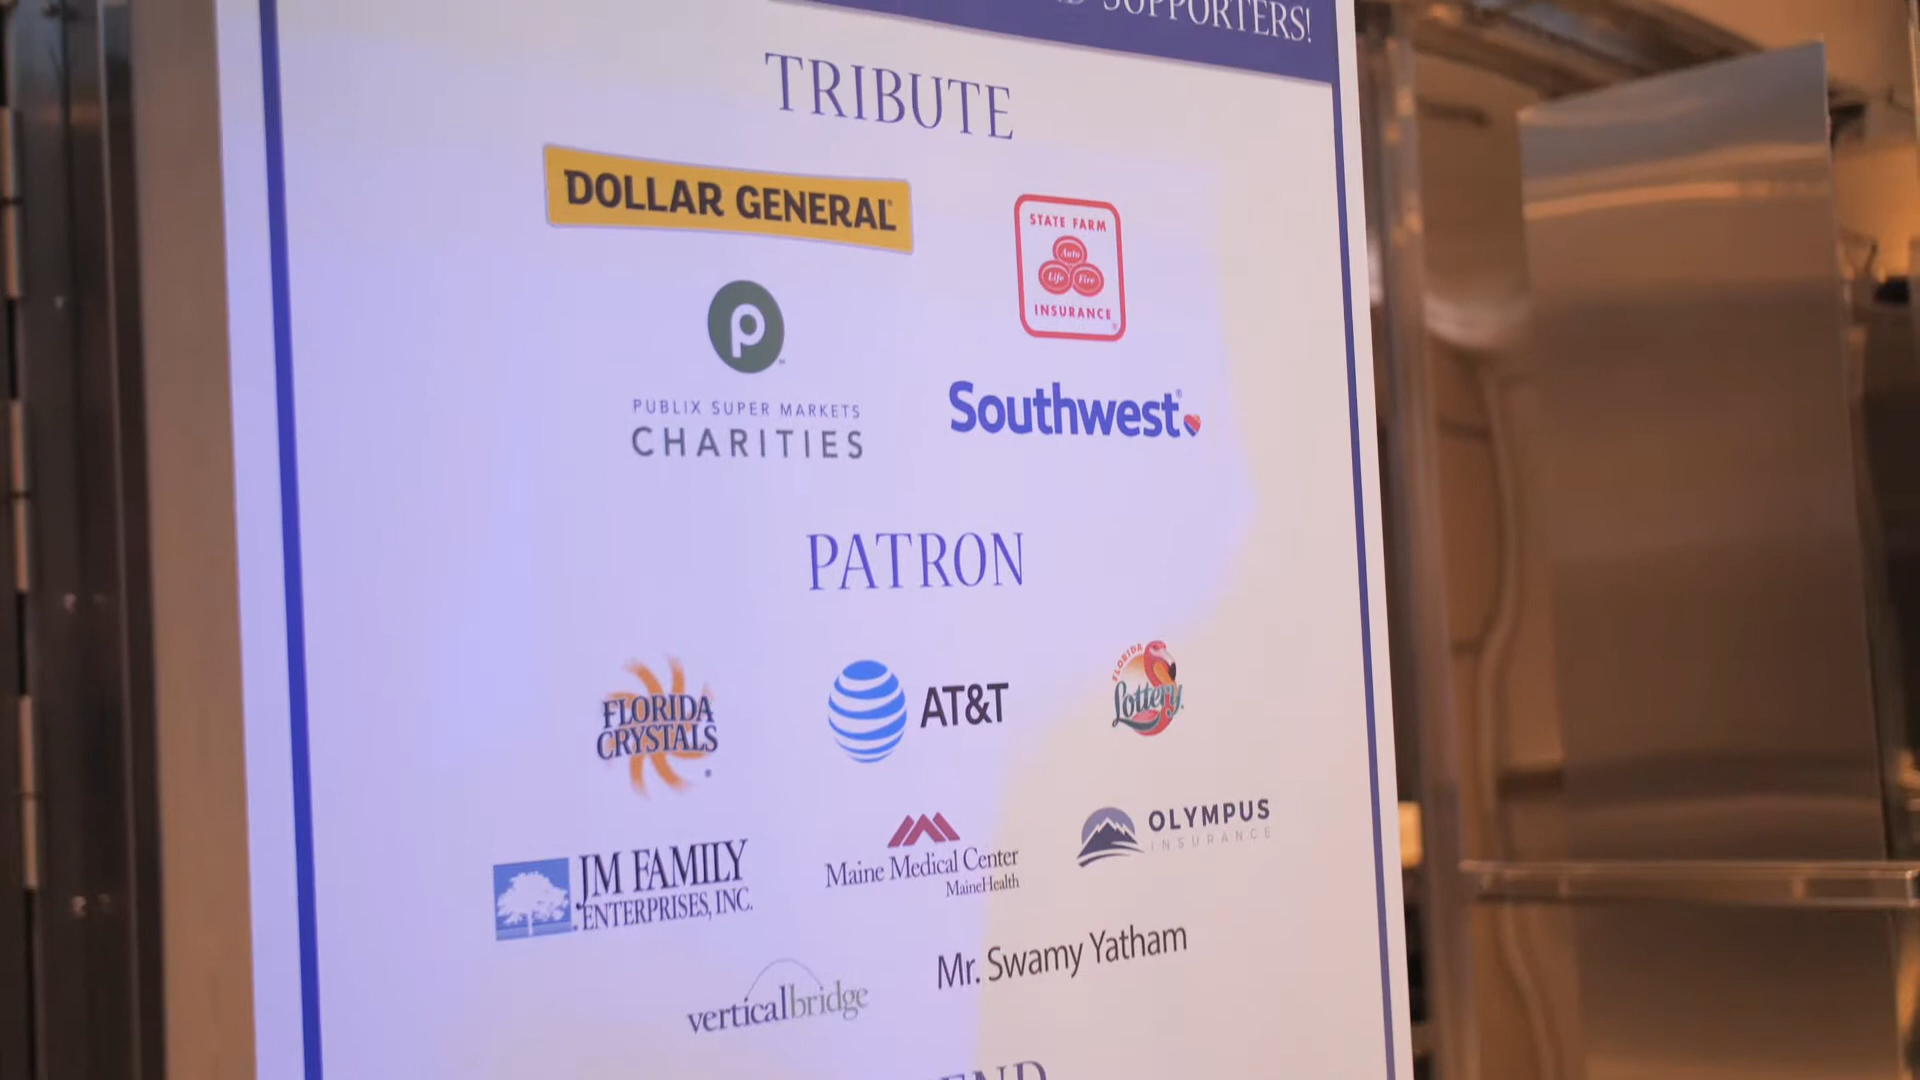 SUPPORTERS!
TRIBUTE
DOLLAR GENERAL
STATE FARM
Auto
Life Fire
INSURANCE
p
PUBLIX SUPER MARKETS
CHARITIES
Southwest
PATRON
FLORIDA
CRYSTALS
AT&T
FLORIDA
Lottery
JM FAMILY
ENTERPRISES, INC.
Maine Medical Center
MaineHealth
OLYMPUS
INSURANCE
verticalbridge
Mr. Swamy Yatham